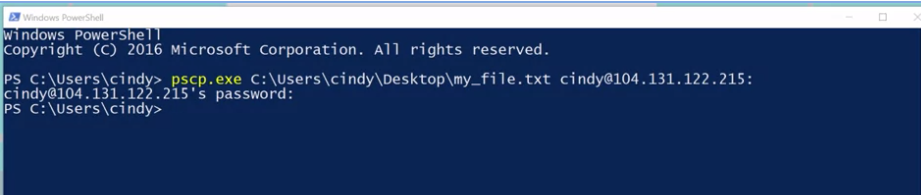 Windows PowerShell
Windows PowerShell
Copyright (C) 2016 Microsoft Corporation. All rights reserved.
PS C:\Users\cindy> pscp.exe C:\Users\cindy\Desktop\my_file.txt cindy@104.131.122.215:
cindy@104.131.122.215's password:
PS C:\Users\cindy>